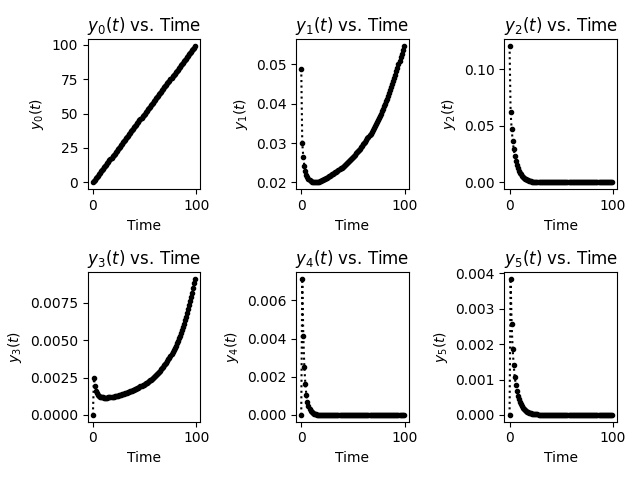 y₀(t) vs. Time
y₁(t) vs. Time
y₂(t) vs. Time
y₀(t)
100
75
50
25
0
0
100
Time
y₁(t)
0.05
0.04
0.03
0.02
0
100
Time
y₂(t)
0.10
0.05
0.00
0
100
Time
y₃(t) vs. Time
y₄(t) vs. Time
y₅(t) vs. Time
y₃(t)
0.0075
0.0050
0.0025
0.0000
0
100
Time
y₄(t)
0.006
0.004
0.002
0.000
0
100
Time
y₅(t)
0.004
0.003
0.002
0.001
0.000
0
100
Time